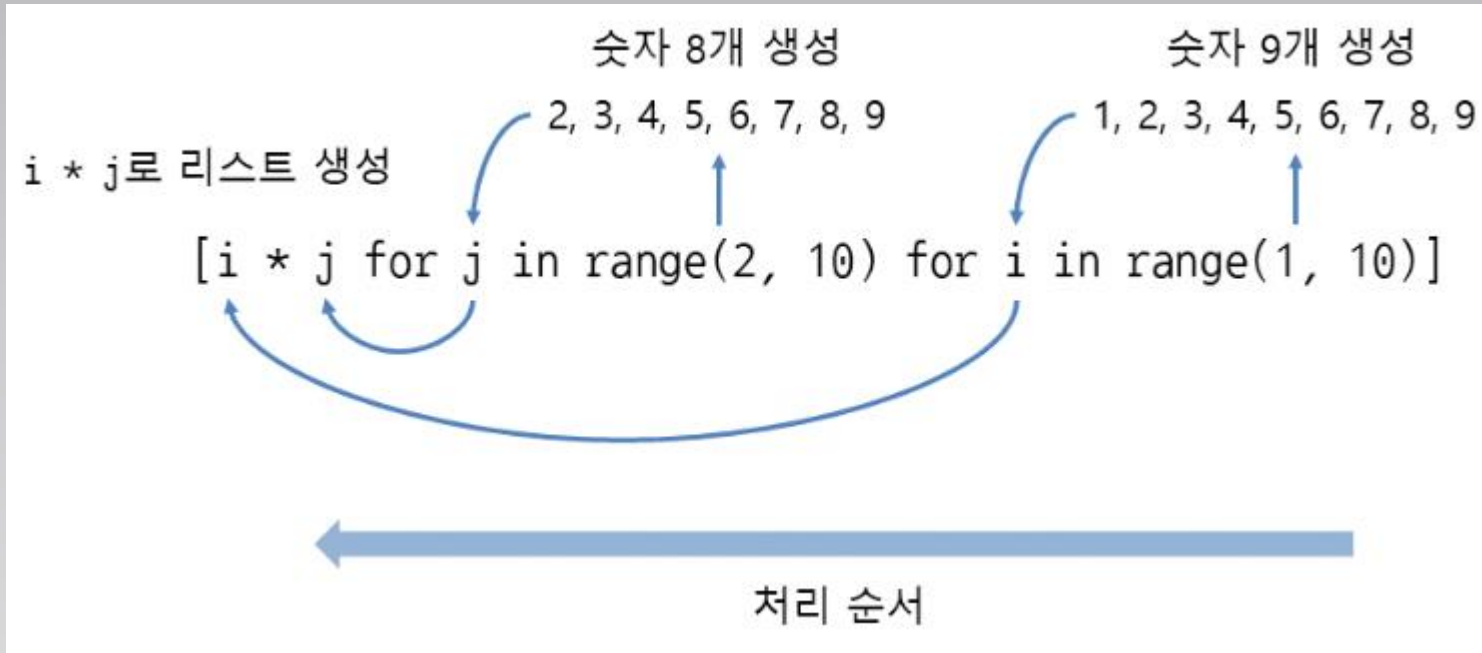 숫자 8개 생성
숫자 9개 생성
2, 3, 4, 5, 6, 7, 8, 9
1, 2, 3, 4, 5, 6, 7, 8, 9
i * j로 리스트 생성
[i * j for j in range(2, 10) for i in range(1, 10)]
처리 순서